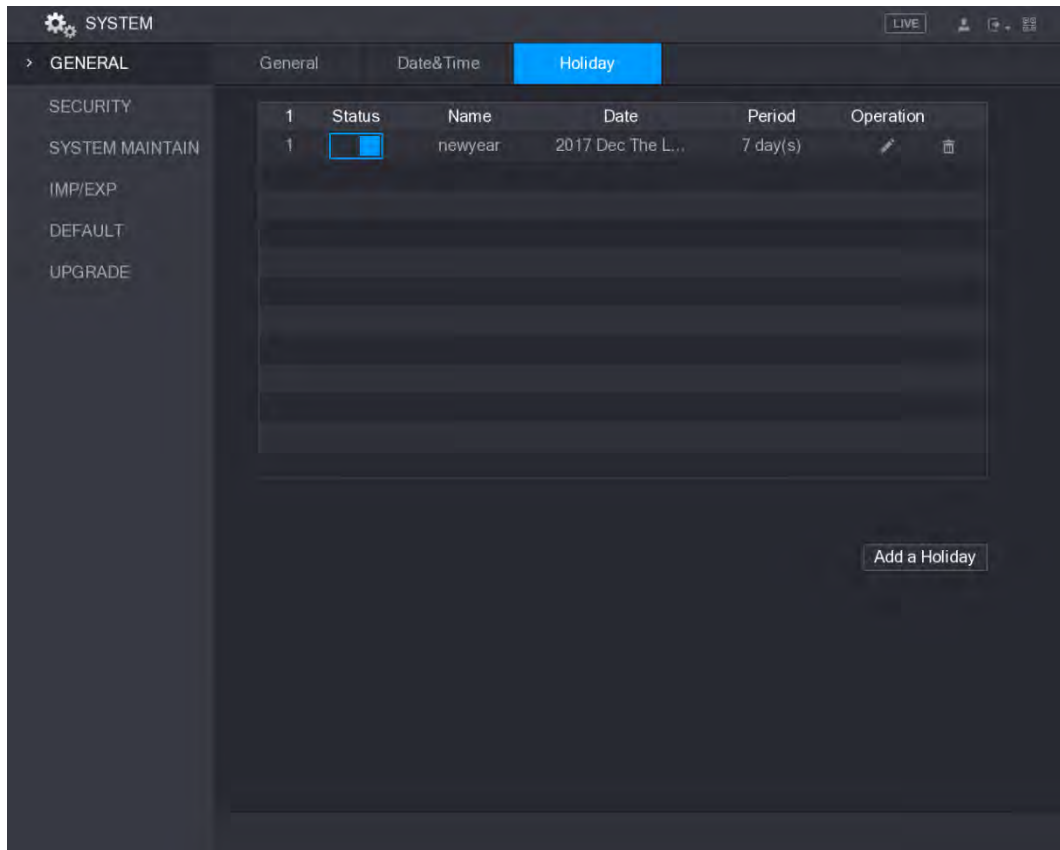 SYSTEM LIVE
GENERAL General Date&Time Holiday
SECURITY
SYSTEM MAINTAIN
IMP/EXP
DEFAULT
UPGRADE
1 Status Name Date Period Operation
1 newyear 2017 Dec The L... 7 day(s)
Add a Holiday